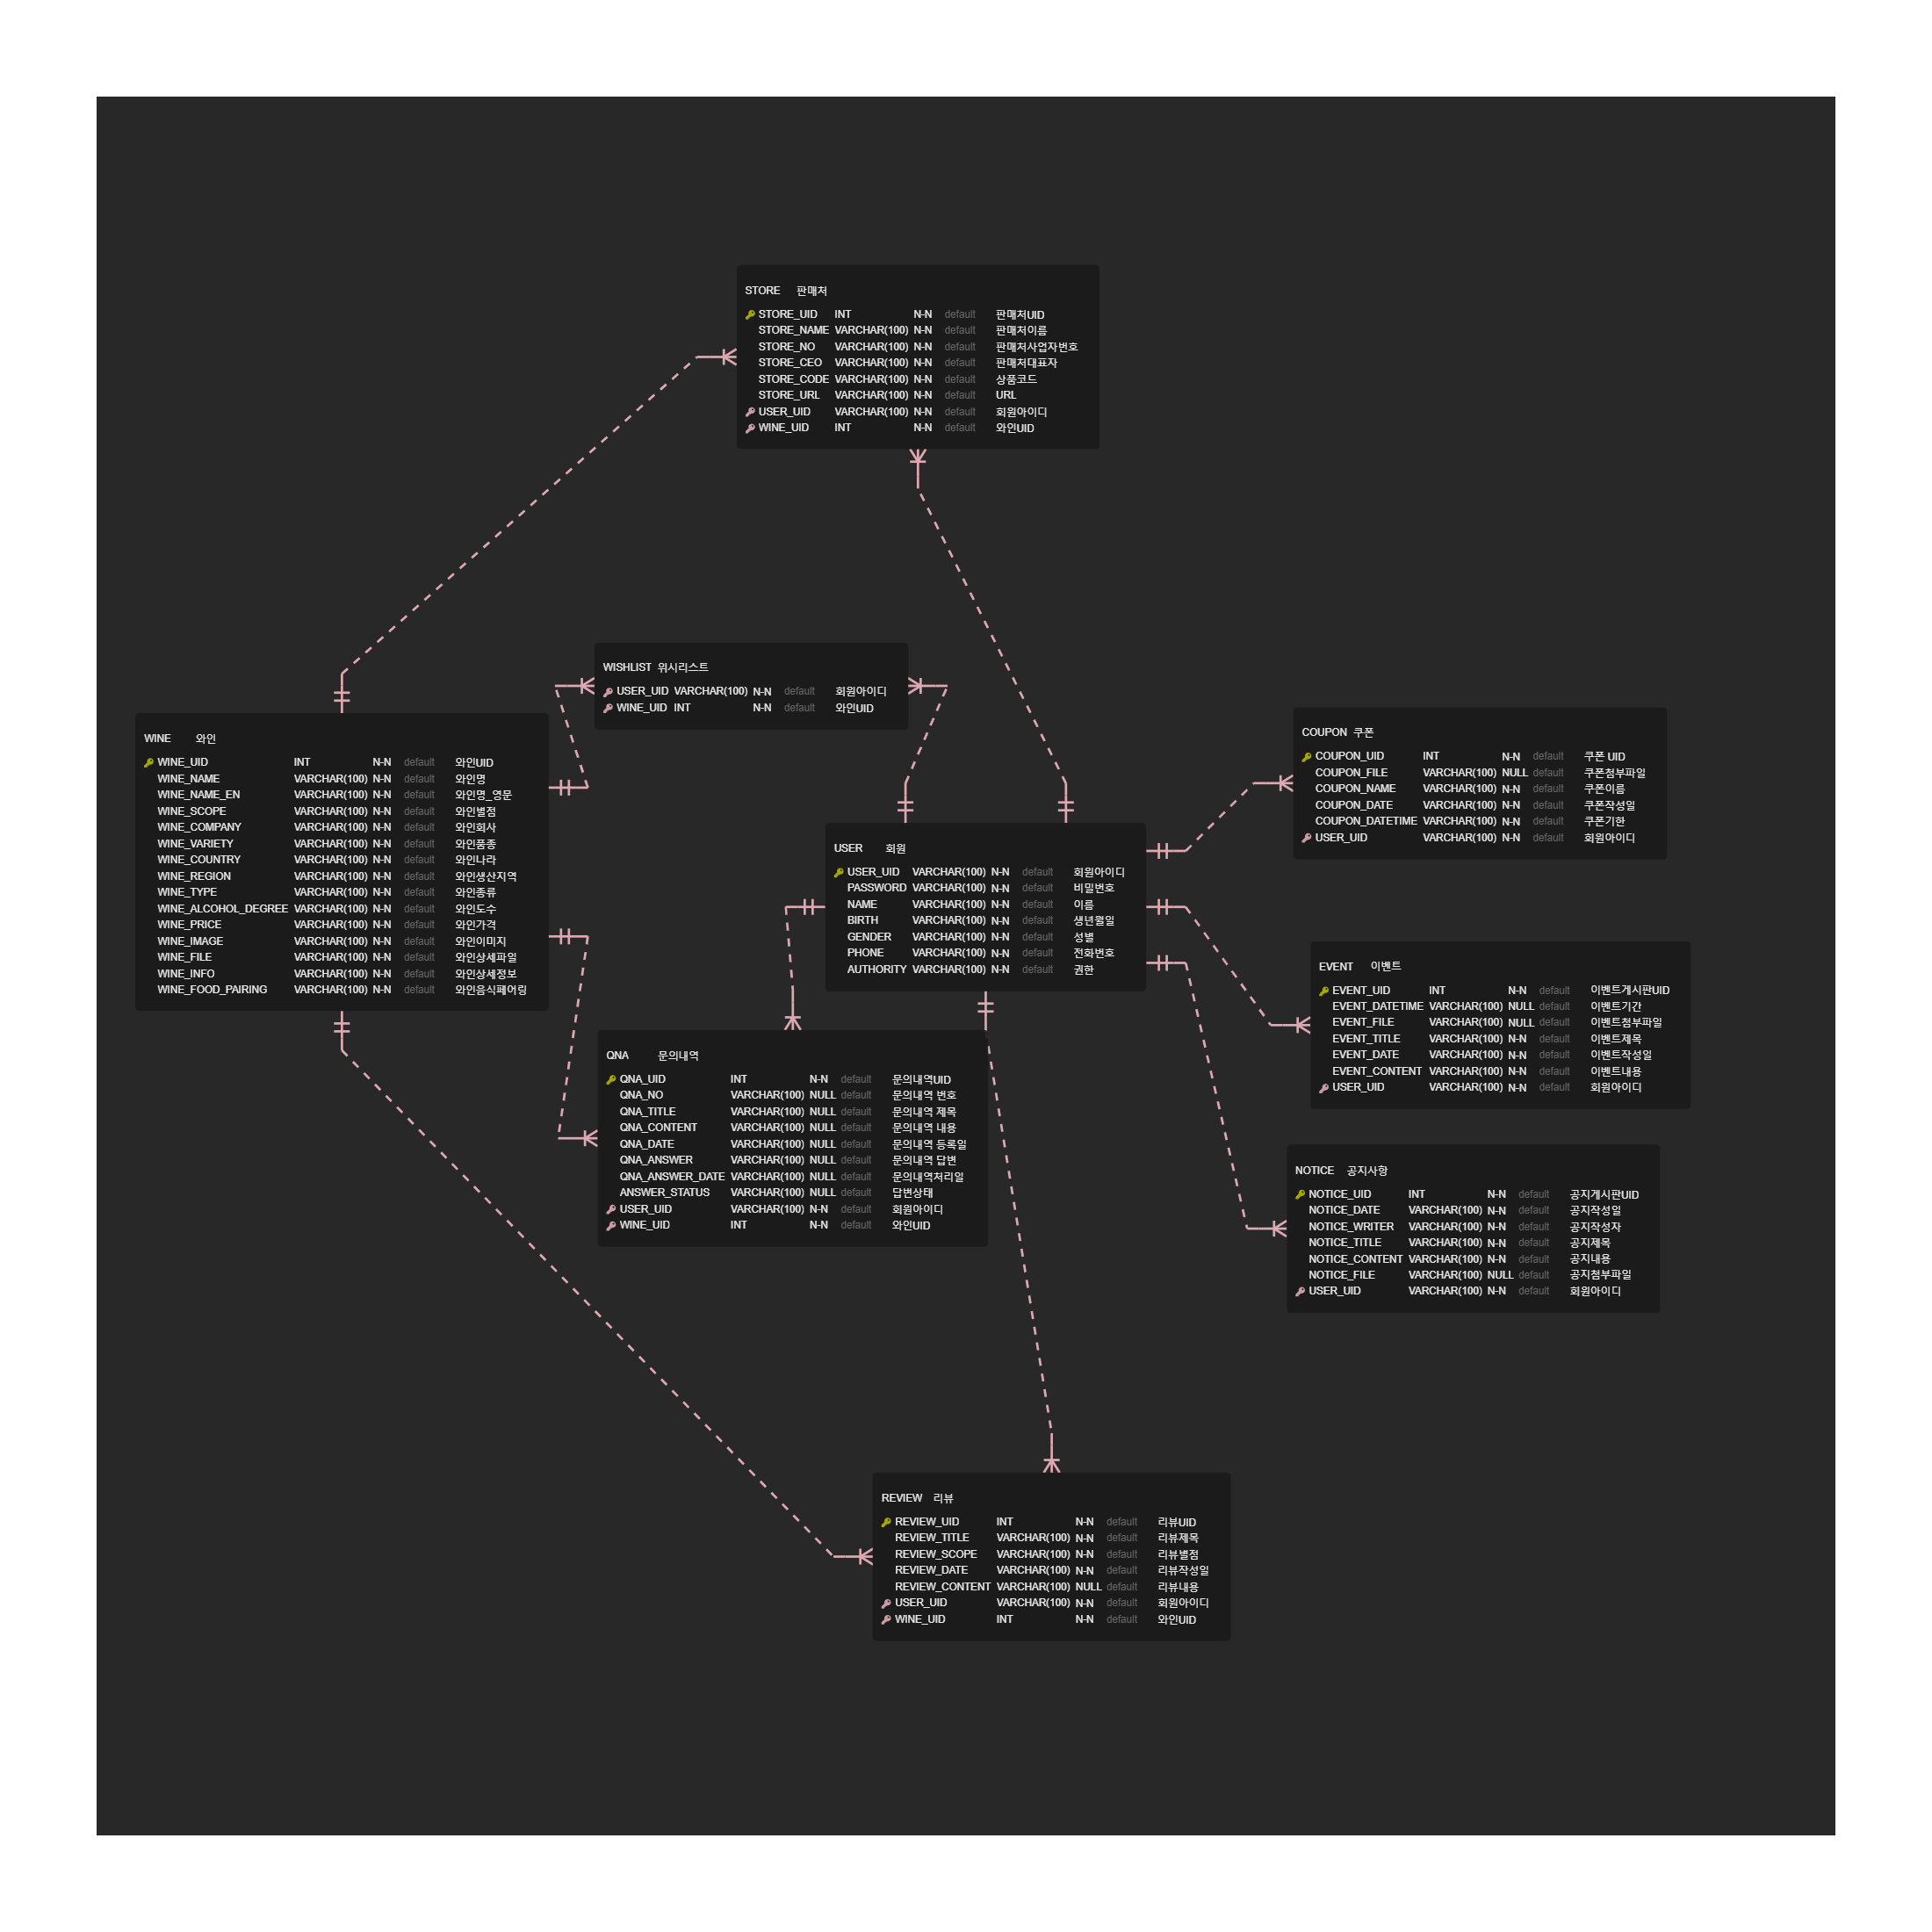 STORE 판매처
STORE_UID INT N-N default 판매처UID
STORE_NAME VARCHAR(100) N-N default 판매처이름
STORE_NO VARCHAR(100) N-N default 판매처사업자번호
STORE_CEO VARCHAR(100) N-N default 판매처대표자
STORE_CODE VARCHAR(100) N-N default 상품코드
STORE_URL VARCHAR(100) N-N default URL
USER_UID VARCHAR(100) N-N default 회원아이디
WINE_UID INT N-N default 와인UID
WISHLIST 위시리스트
USER_UID VARCHAR(100) N-N default 회원아이디
WINE_UID INT N-N default 와인UID
WINE 와인
WINE_UID INT N-N default 와인UID
WINE_NAME VARCHAR(100) N-N default 와인명
WINE_NAME_EN VARCHAR(100) N-N default 와인명_영문
WINE_SCOPE VARCHAR(100) N-N default 와인별점
WINE_COMPANY VARCHAR(100) N-N default 와인회사
WINE_VARIETY VARCHAR(100) N-N default 와인품종
WINE_COUNTRY VARCHAR(100) N-N default 와인나라
WINE_REGION VARCHAR(100) N-N default 와인생산지역
WINE_TYPE VARCHAR(100) N-N default 와인종류
WINE_ALCOHOL_DEGREE VARCHAR(100) N-N default 와인도수
WINE_PRICE VARCHAR(100) N-N default 와인가격
WINE_IMAGE VARCHAR(100) N-N default 와인이미지
WINE_FILE VARCHAR(100) N-N default 와인상세파일
WINE_INFO VARCHAR(100) N-N default 와인상세정보
WINE_FOOD_PAIRING VARCHAR(100) N-N default 와인음식페어링
USER 회원
USER_UID VARCHAR(100) N-N default 회원아이디
PASSWORD VARCHAR(100) N-N default 비밀번호
NAME VARCHAR(100) N-N default 이름
BIRTH VARCHAR(100) N-N default 생년월일
GENDER VARCHAR(100) N-N default 성별
PHONE VARCHAR(100) N-N default 전화번호
AUTHORITY VARCHAR(100) N-N default 권한
COUPON 쿠폰
COUPON_UID INT N-N default 쿠폰 UID
COUPON_FILE VARCHAR(100) NULL default 쿠폰첨부파일
COUPON_NAME VARCHAR(100) N-N default 쿠폰이름
COUPON_DATE VARCHAR(100) N-N default 쿠폰작성일
COUPON_DATETIME VARCHAR(100) N-N default 쿠폰기한
USER_UID VARCHAR(100) N-N default 회원아이디
EVENT 이벤트
EVENT_UID INT N-N default 이벤트게시판UID
EVENT_DATETIME VARCHAR(100) NULL default 이벤트기간
EVENT_FILE VARCHAR(100) NULL default 이벤트첨부파일
EVENT_TITLE VARCHAR(100) N-N default 이벤트제목
EVENT_DATE VARCHAR(100) N-N default 이벤트작성일
EVENT_CONTENT VARCHAR(100) N-N default 이벤트내용
USER_UID VARCHAR(100) N-N default 회원아이디
QNA 문의내역
QNA_UID INT N-N default 문의내역UID
QNA_NO VARCHAR(100) NULL default 문의내역 번호
QNA_TITLE VARCHAR(100) NULL default 문의내역 제목
QNA_CONTENT VARCHAR(100) NULL default 문의내역 내용
QNA_DATE VARCHAR(100) NULL default 문의내역 등록일
QNA_ANSWER VARCHAR(100) NULL default 문의내역 답변
QNA_ANSWER_DATE VARCHAR(100) NULL default 문의내역처리일
ANSWER_STATUS VARCHAR(100) NULL default 답변상태
USER_UID VARCHAR(100) N-N default 회원아이디
WINE_UID INT N-N default 와인UID
NOTICE 공지사항
NOTICE_UID INT N-N default 공지게시판UID
NOTICE_DATE VARCHAR(100) N-N default 공지작성일
NOTICE_WRITER VARCHAR(100) N-N default 공지작성자
NOTICE_TITLE VARCHAR(100) N-N default 공지제목
NOTICE_CONTENT VARCHAR(100) N-N default 공지내용
NOTICE_FILE VARCHAR(100) NULL default 공지첨부파일
USER_UID VARCHAR(100) N-N default 회원아이디
REVIEW 리뷰
REVIEW_UID INT N-N default 리뷰UID
REVIEW_TITLE VARCHAR(100) N-N default 리뷰제목
REVIEW_SCOPE VARCHAR(100) N-N default 리뷰별점
REVIEW_DATE VARCHAR(100) N-N default 리뷰작성일
REVIEW_CONTENT VARCHAR(100) NULL default 리뷰내용
USER_UID VARCHAR(100) N-N default 회원아이디
WINE_UID INT N-N default 와인UID